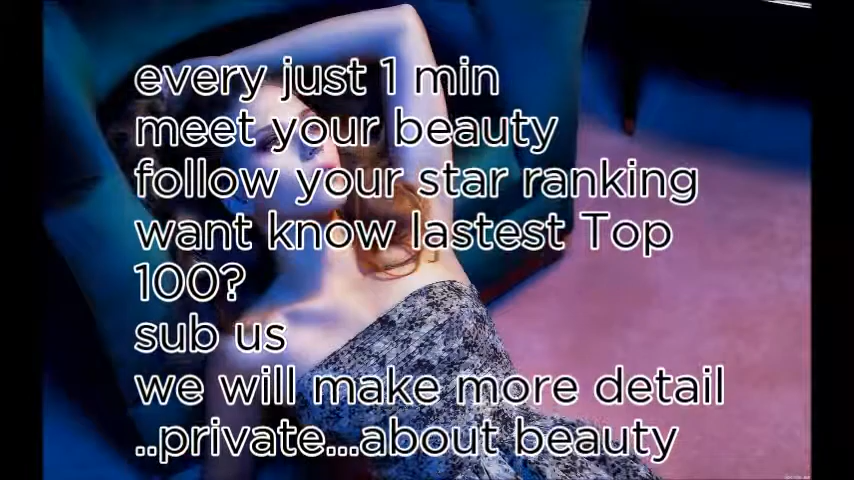 every just 1 min
meet your beauty
follow your star ranking
want know lastest Top
100?
sub us
we will make more detail
..private...about beauty